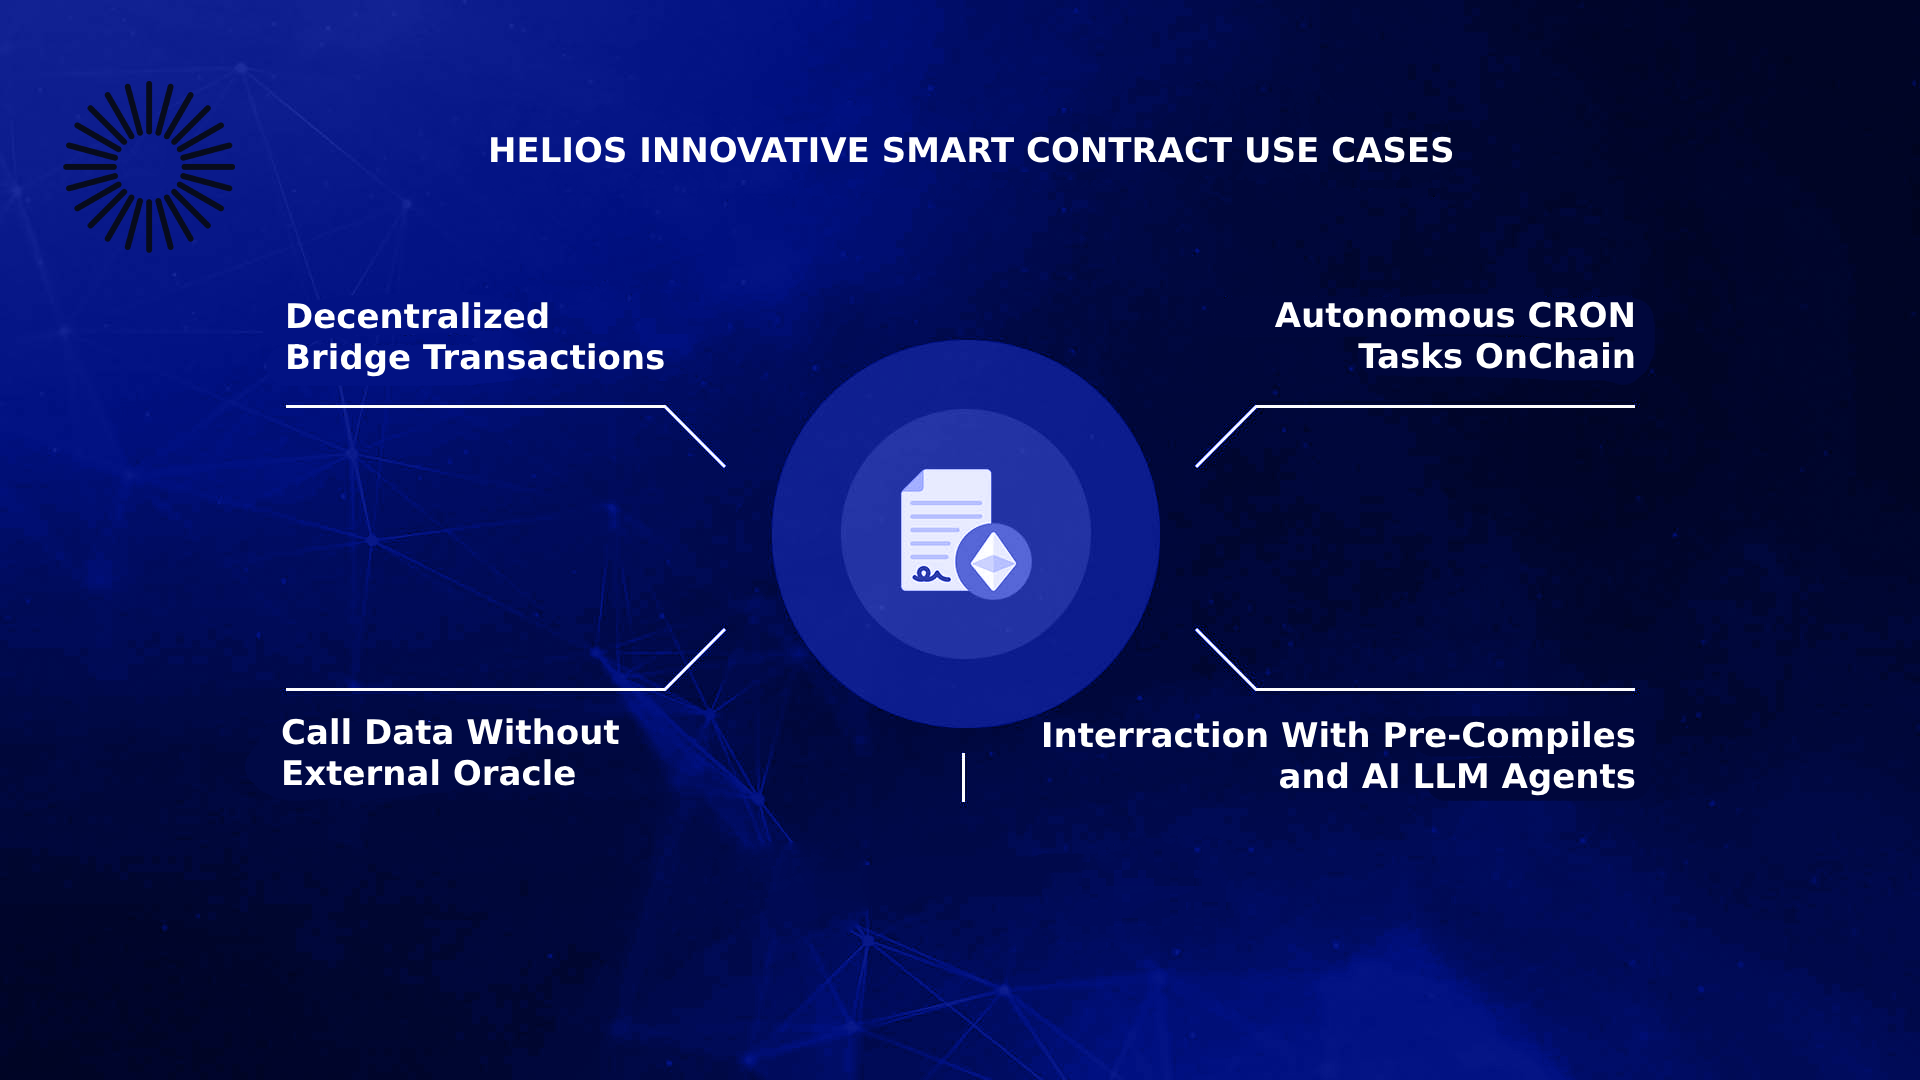 HELIOS INNOVATIVE SMART CONTRACT USE CASES
Decentralized
Bridge Transactions
Autonomous CRON
Tasks OnChain
Call Data Without
External Oracle
Interraction With Pre-Compiles
and AI LLM Agents